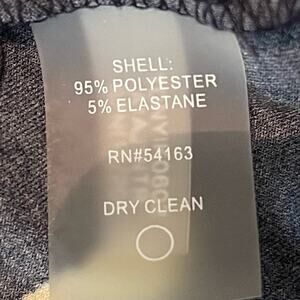 SHELL:
95% POLYESTER
5% ELASTANE
RN#54163
DRY CLEAN